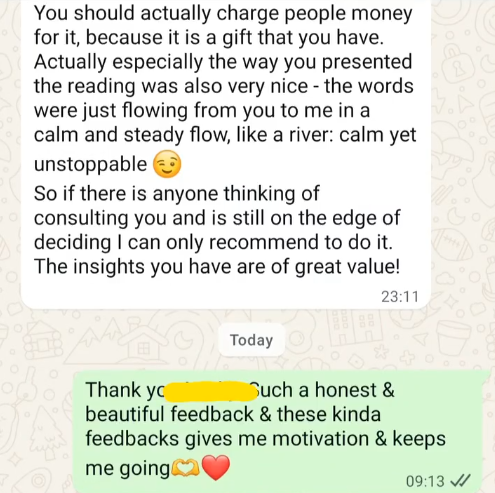 You should actually charge people money
for it, because it is a gift that you have.
Actually especially the way you presented
the reading was also very nice - the words
were just flowing from you to me in a
calm and steady flow, like a river: calm yet
unstoppable 😉
So if there is anyone thinking of
consulting you and is still on the edge of
deciding I can only recommend to do it.
The insights you have are of great value!
23:11
Today
Thank yo Such a honest &
beautiful feedback & these kinda
feedbacks gives me motivation & keeps
me going🫶❤️
09:13